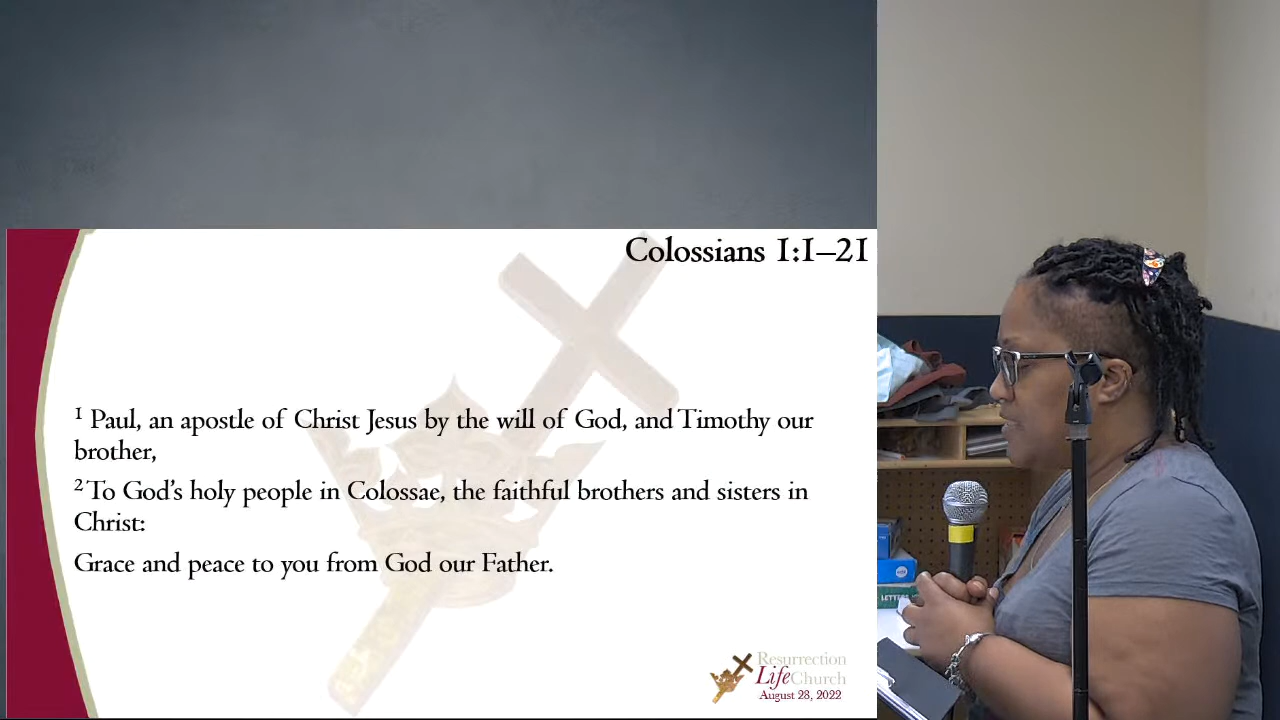 Colossians 1:1–21
¹ Paul, an apostle of Christ Jesus by the will of God, and Timothy our
brother,
² To God’s holy people in Colossae, the faithful brothers and sisters in
Christ:
Grace and peace to you from God our Father.
LETTERS
Resurrection
LifeChurch
August 28, 2022